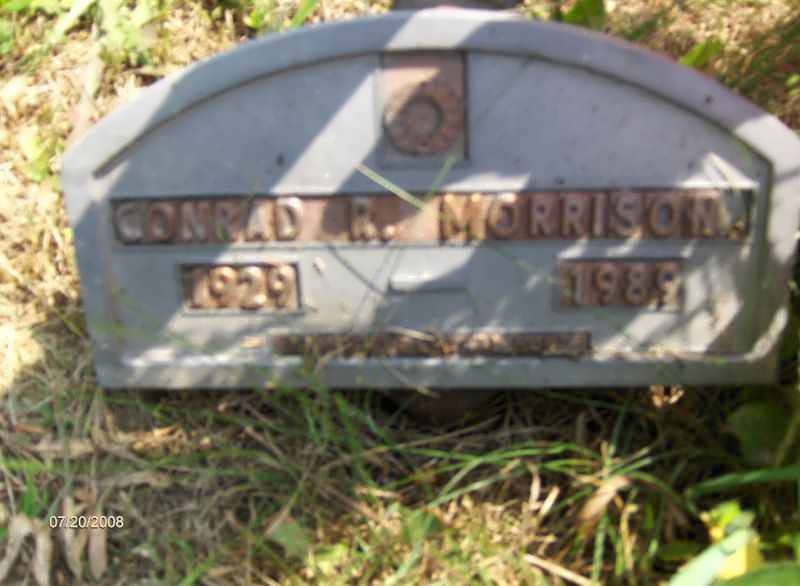 CONRAD R. MORRISON
1929 – 1989
07/20/2008